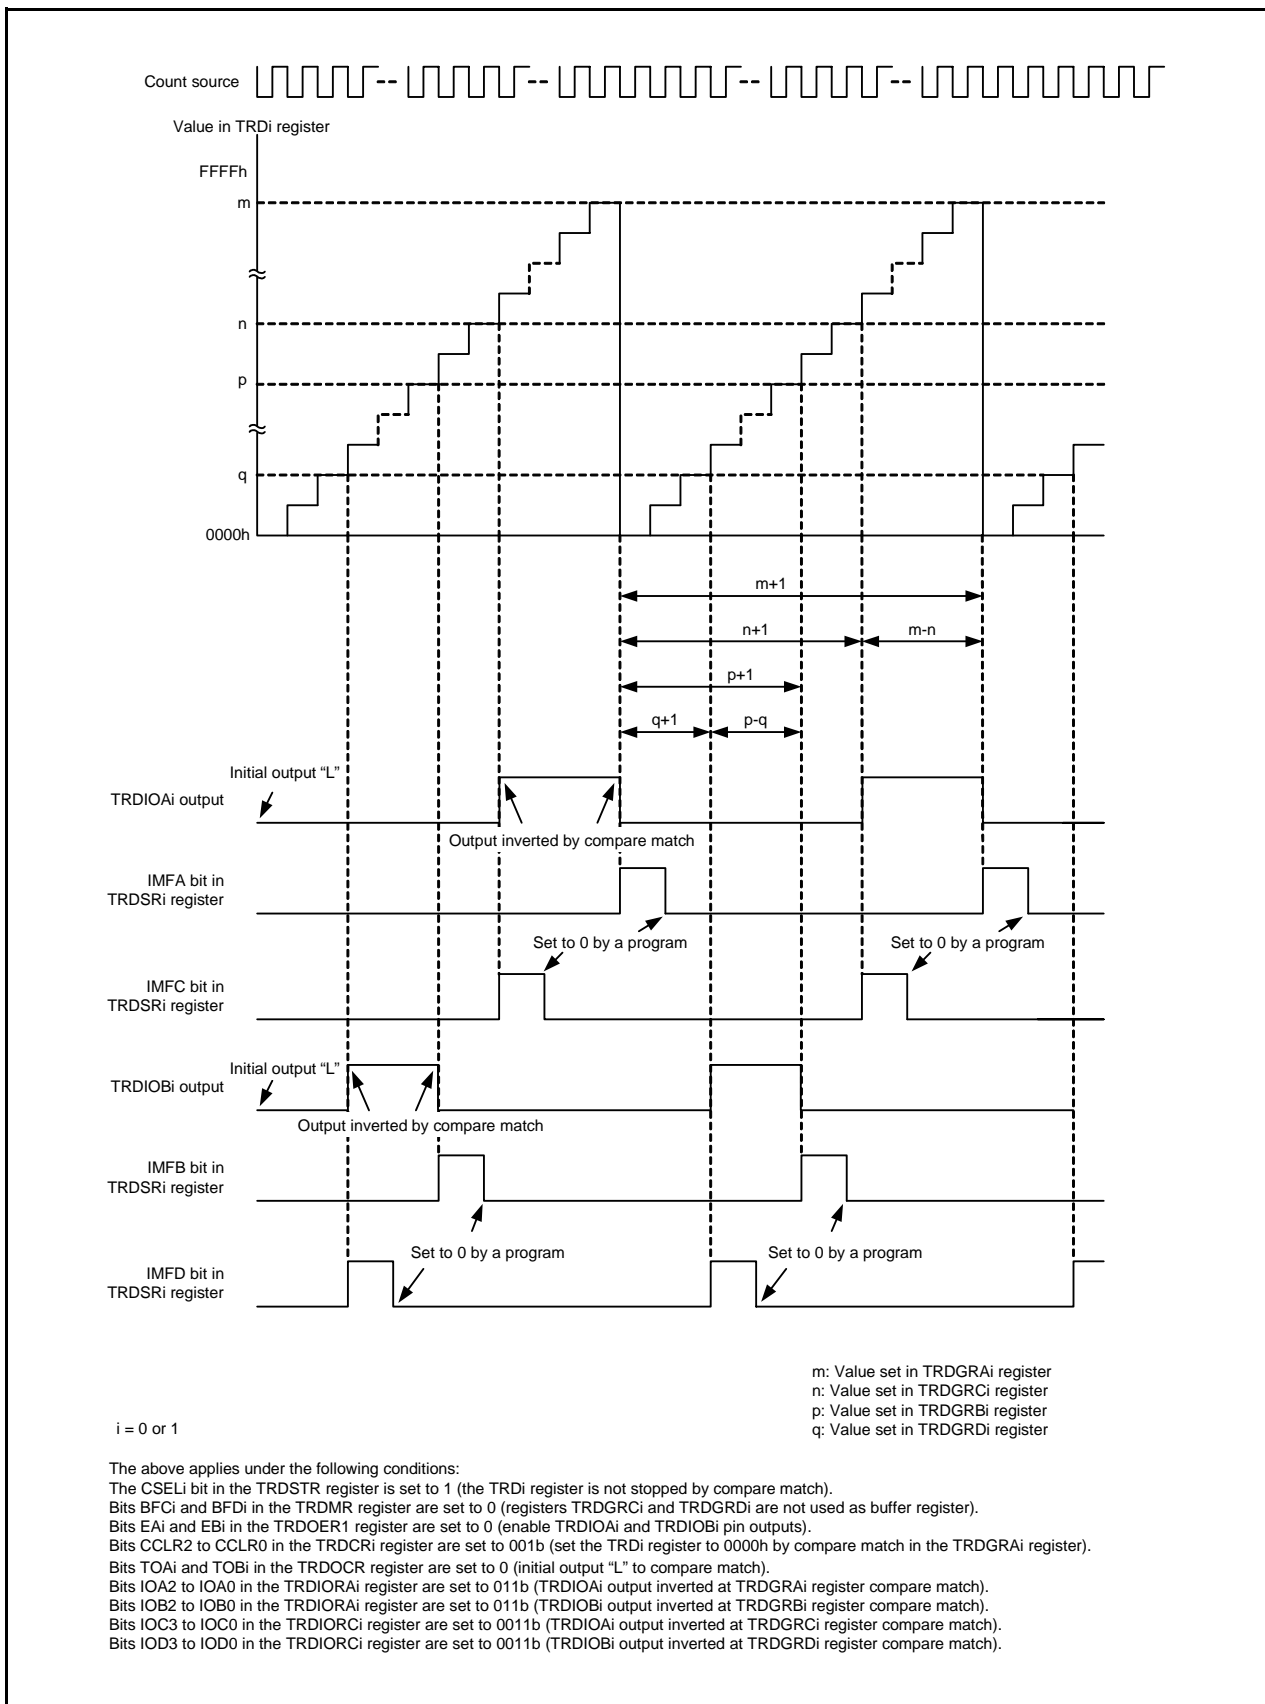 Count source
Value in TRDi register
FFFFh
m
n
p
q
0000h
m+1
n+1
m-n
p+1
q+1
p-q
Initial output “L”
TRDIOAi output
Output inverted by compare match
IMFA bit in
TRDSRi register
Set to 0 by a program
Set to 0 by a program
IMFC bit in
TRDSRi register
Initial output “L”
TRDIOBi output
Output inverted by compare match
IMFB bit in
TRDSRi register
Set to 0 by a program
Set to 0 by a program
IMFD bit in
TRDSRi register
m: Value set in TRDGRAi register
n: Value set in TRDGRCi register
p: Value set in TRDGRBi register
q: Value set in TRDGRDi register
i = 0 or 1
The above applies under the following conditions:
The CSELi bit in the TRDSTR register is set to 1 (the TRDi register is not stopped by compare match).
Bits BFCi and BFDi in the TRDMR register are set to 0 (registers TRDGRCi and TRDGRDi are not used as buffer register).
Bits EAi and EBi in the TRDOER1 register are set to 0 (enable TRDIOAi and TRDIOBi pin outputs).
Bits CCLR2 to CCLR0 in the TRDCRi register are set to 001b (set the TRDi register to 0000h by compare match in the TRDGRAi register).
Bits TOAi and TOBi in the TRDOCR register are set to 0 (initial output “L” to compare match).
Bits IOA2 to IOA0 in the TRDIORAi register are set to 011b (TRDIOAi output inverted at TRDGRAi register compare match).
Bits IOB2 to IOB0 in the TRDIORAi register are set to 011b (TRDIOBi output inverted at TRDGRBi register compare match).
Bits IOC3 to IOC0 in the TRDIORCi register are set to 0011b (TRDIOAi output inverted at TRDGRCi register compare match).
Bits IOD3 to IOD0 in the TRDIORCi register are set to 0011b (TRDIOBi output inverted at TRDGRDi register compare match).